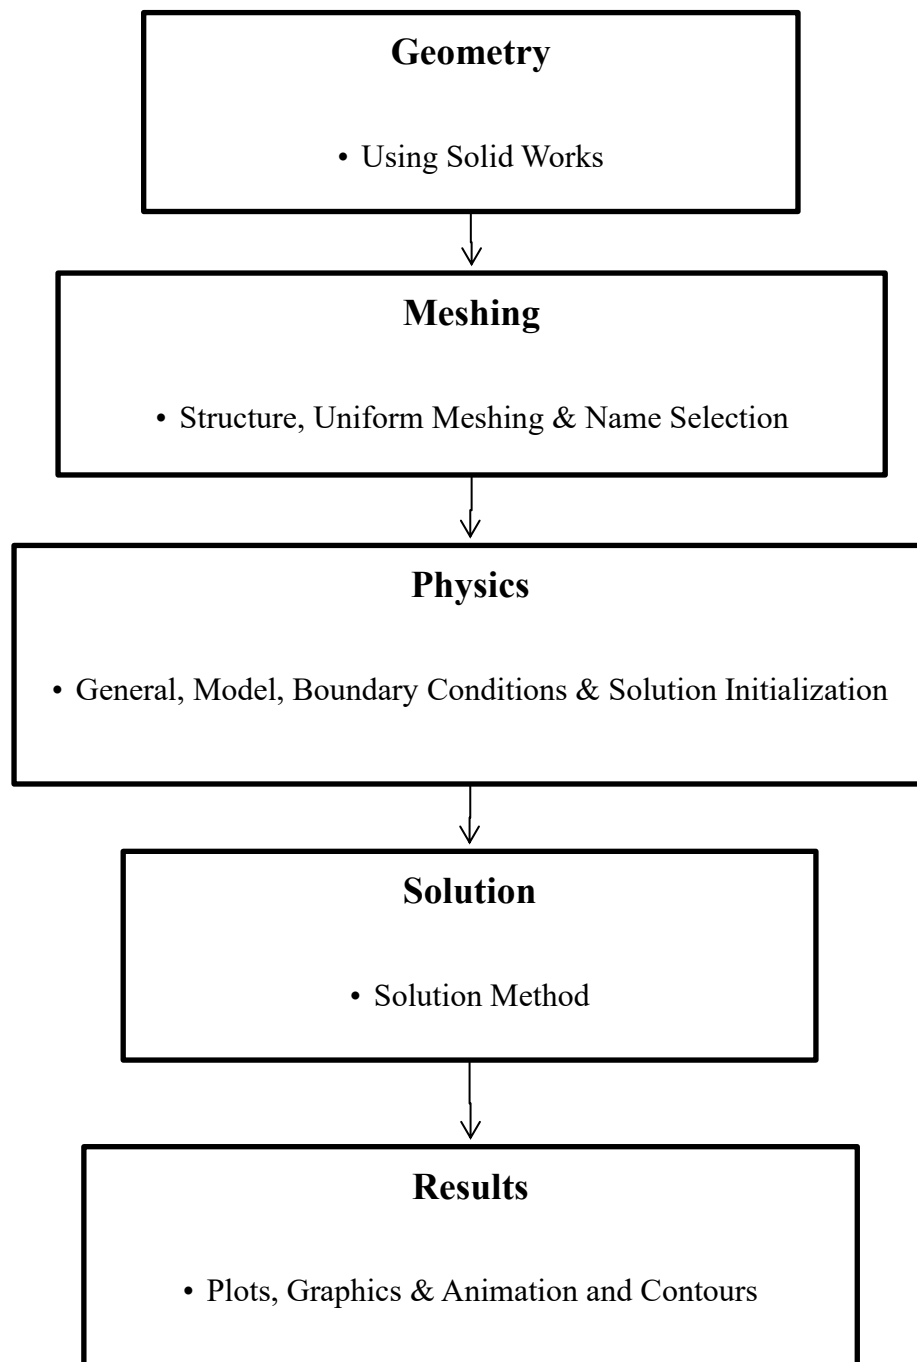 Geometry
• Using Solid Works
Meshing
• Structure, Uniform Meshing & Name Selection
Physics
• General, Model, Boundary Conditions & Solution Initialization
Solution
• Solution Method
Results
• Plots, Graphics & Animation and Contours